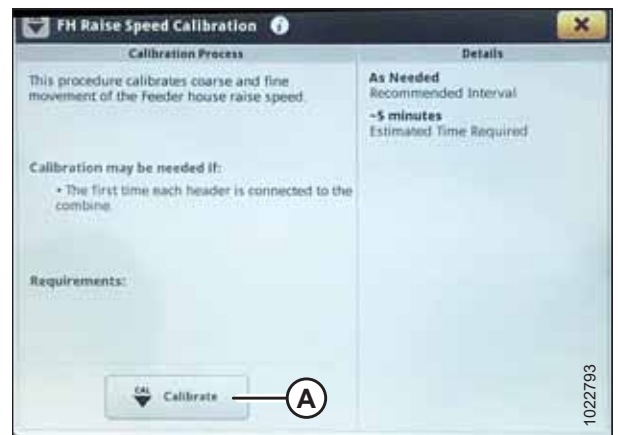 FH Raise Speed Calibration
Calibration Process
This procedure calibrates coarse and fine
movement of the Feeder house raise speed.
Calibration may be needed if:
• The first time each header is connected to the
combine.
Requirements:
CAL
Calibrate
A
Details
As Needed
Recommended Interval
~5 minutes
Estimated Time Required
1022793